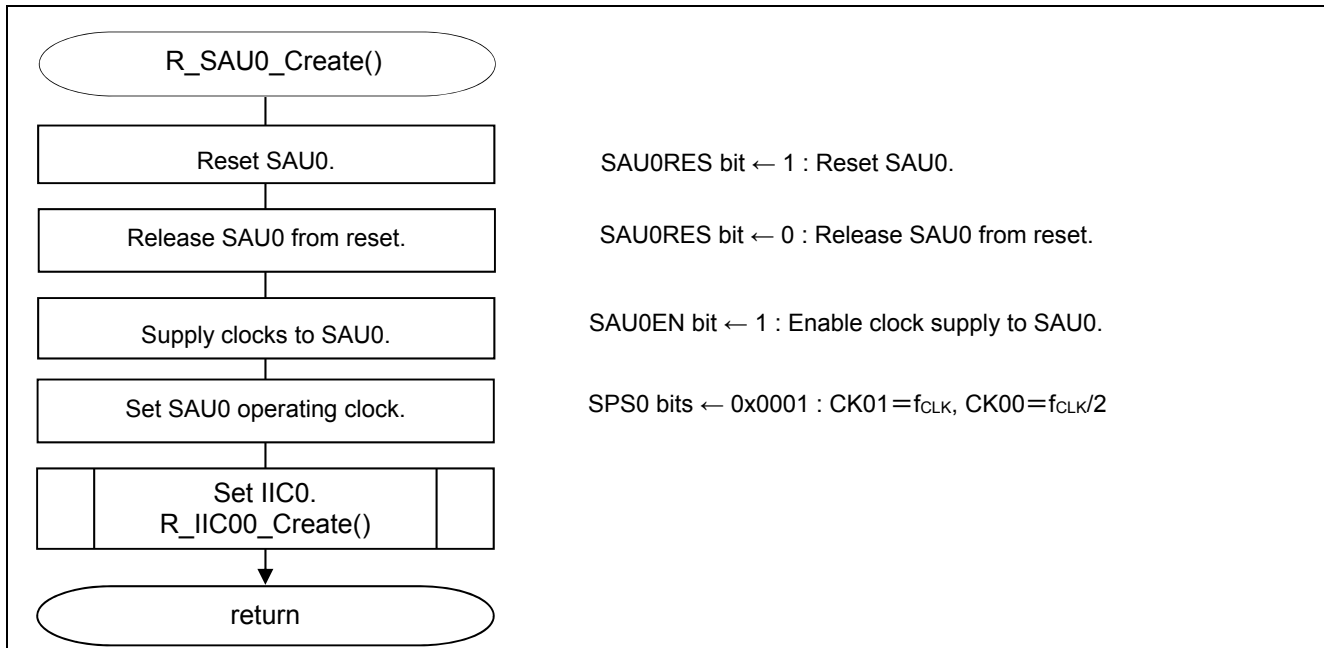 R_SAU0_Create()
Reset SAU0.
SAU0RES bit ← 1 : Reset SAU0.
Release SAU0 from reset.
SAU0RES bit ← 0 : Release SAU0 from reset.
Supply clocks to SAU0.
SAU0EN bit ← 1 : Enable clock supply to SAU0.
Set SAU0 operating clock.
SPS0 bits ← 0x0001 : CK01＝fCLK, CK00＝fCLK/2
Set IIC0.
R_IIC00_Create()
return